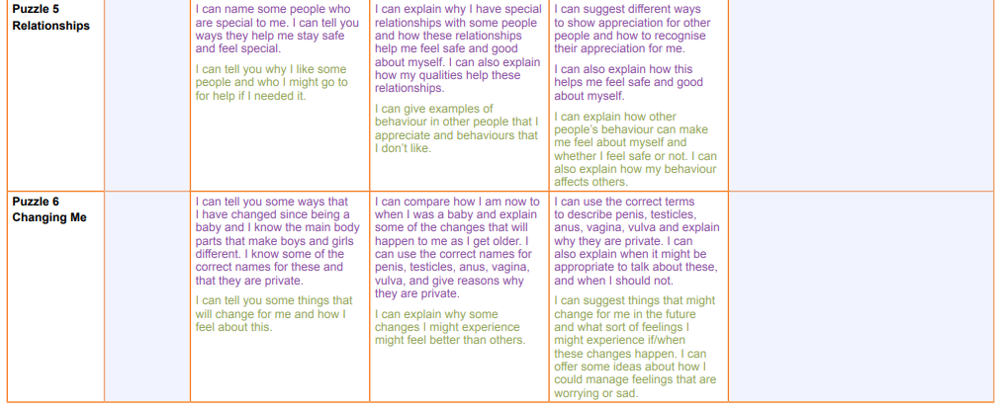 Puzzle 5
Relationships
I can name some people who
are special to me. I can tell you
ways they help me stay safe
and feel special.
I can tell you why I like some
people and who I might go to
for help if I needed it.
I can explain why I have special
relationships with some people
and how these relationships
help me feel safe and good
about myself. I can also explain
how my qualities help these
relationships.
I can give examples of
behaviour in other people that I
appreciate and behaviours that
I don't like.
I can suggest different ways
to show appreciation for other
people and how to recognise
their appreciation for me.
I can also explain how this
helps me feel safe and good
about myself.
I can explain how other
people's behaviour can make
me feel about myself and
whether I feel safe or not. I can
also explain how my behaviour
affects others.
Puzzle 6
Changing Me
I can tell you some ways that
I have changed since being a
baby and I know the main body
parts that make boys and girls
different. I know some of the
correct names for these and
that they are private.
I can tell you some things that
will change for me and how I
feel about this.
I can compare how I am now to
when I was a baby and explain
some of the changes that will
happen to me as I get older. I
can use the correct names for
penis, testicles, anus, vagina,
vulva, and give reasons why
they are private.
I can explain why some
changes I might experience
might feel better than others.
I can use the correct terms
to describe penis, testicles,
anus, vagina, vulva and explain
why they are private. I can
also explain when it might be
appropriate to talk about these,
and when I should not.
I can suggest things that might
change for me in the future
and what sort of feelings I
might experience if/when
these changes happen. I can
offer some ideas about how I
could manage feelings that are
worrying or sad.